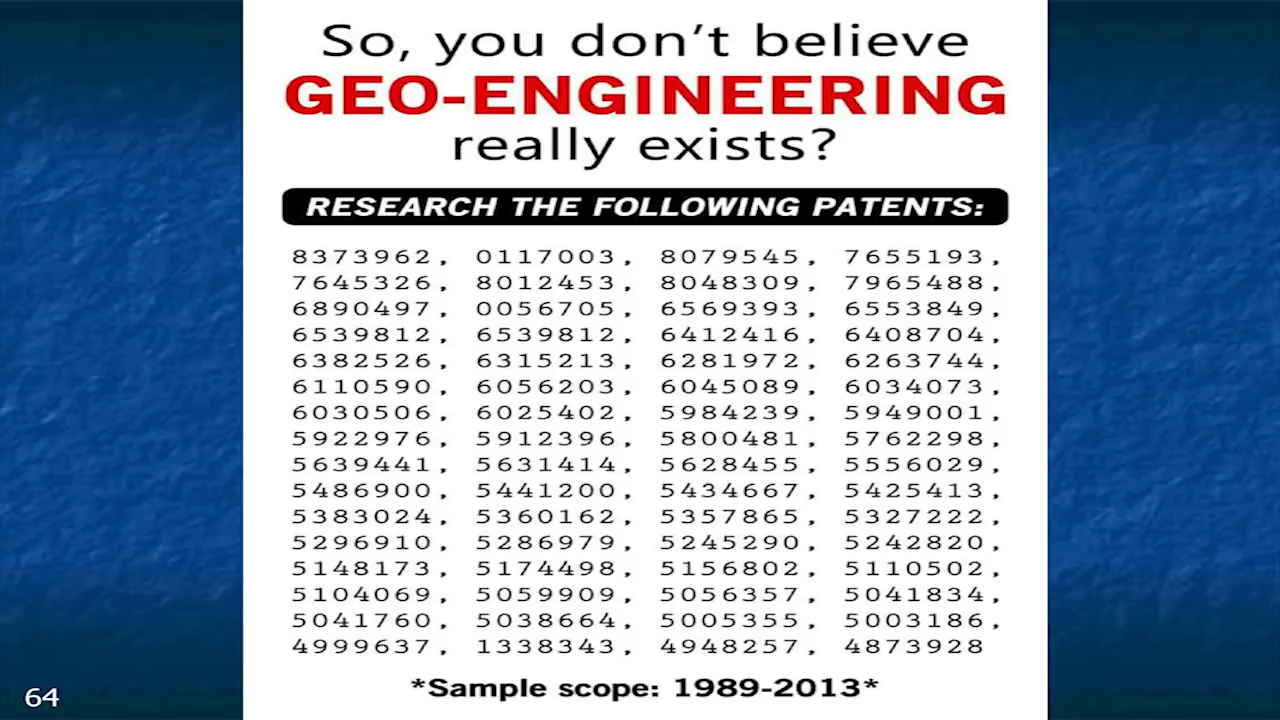 So, you don't believe
GEO-ENGINEERING
really exists?
RESEARCH THE FOLLOWING PATENTS:
8373962, 0117003, 8079545, 7655193,
7645326, 8012453, 8048309, 7965488,
6890497, 0056705, 6569393, 6553849,
6539812, 6539812, 6412416, 6408704,
6382526, 6315213, 6281972, 6263744,
6110590, 6056203, 6045089, 6034073,
6030506, 6025402, 5984239, 5949001,
5922976, 5912396, 5800481, 5762298,
5639441, 5631414, 5628455, 5556029,
5486900, 5441200, 5434667, 5425413,
5383024, 5360162, 5357865, 5327222,
5296910, 5286979, 5245290, 5242820,
5148173, 5174498, 5156802, 5110502,
5104069, 5059909, 5056357, 5041834,
5041760, 5038664, 5005355, 5003186,
4999637, 1338343, 4948257, 4873928
*Sample scope: 1989-2013*
64